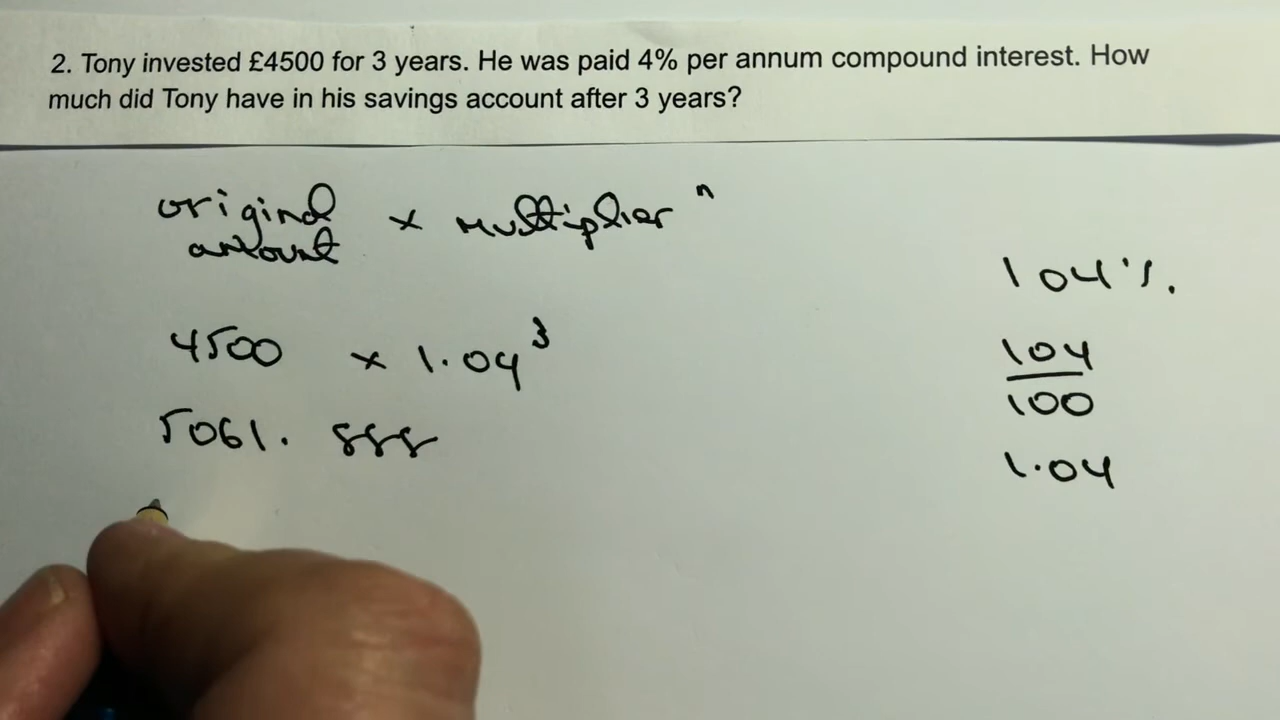 2. Tony invested £4500 for 3 years. He was paid 4% per annum compound interest. How
much did Tony have in his savings account after 3 years?
original × multiplier ⁿ
amount
4500 × 1.04³
5061.888
104%.
104
100
1.04